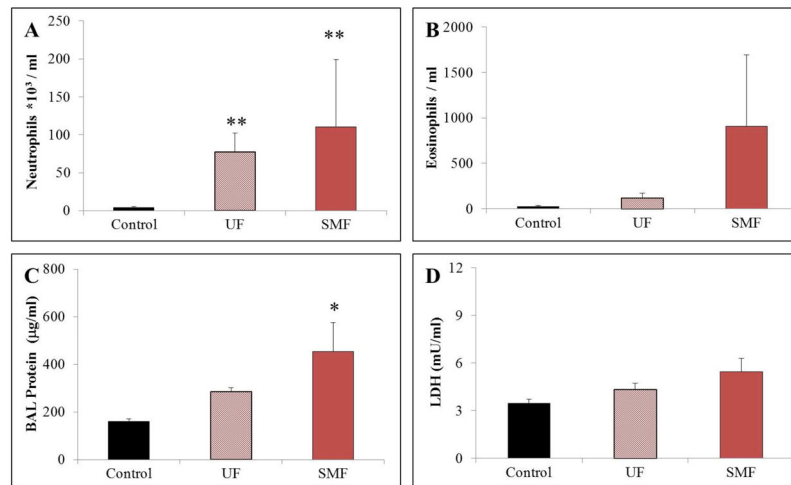 A
Neutrophils *10³ / ml
250
200
150
100
50
0
**
**
Control UF SMF
B
Eosinophils / ml
2000
1500
1000
500
0
Control UF SMF
C
BAL Protein (µg/ml)
800
600
400
200
0
*
Control UF SMF
D
LDH (mU/ml)
12
9
6
3
0
Control UF SMF